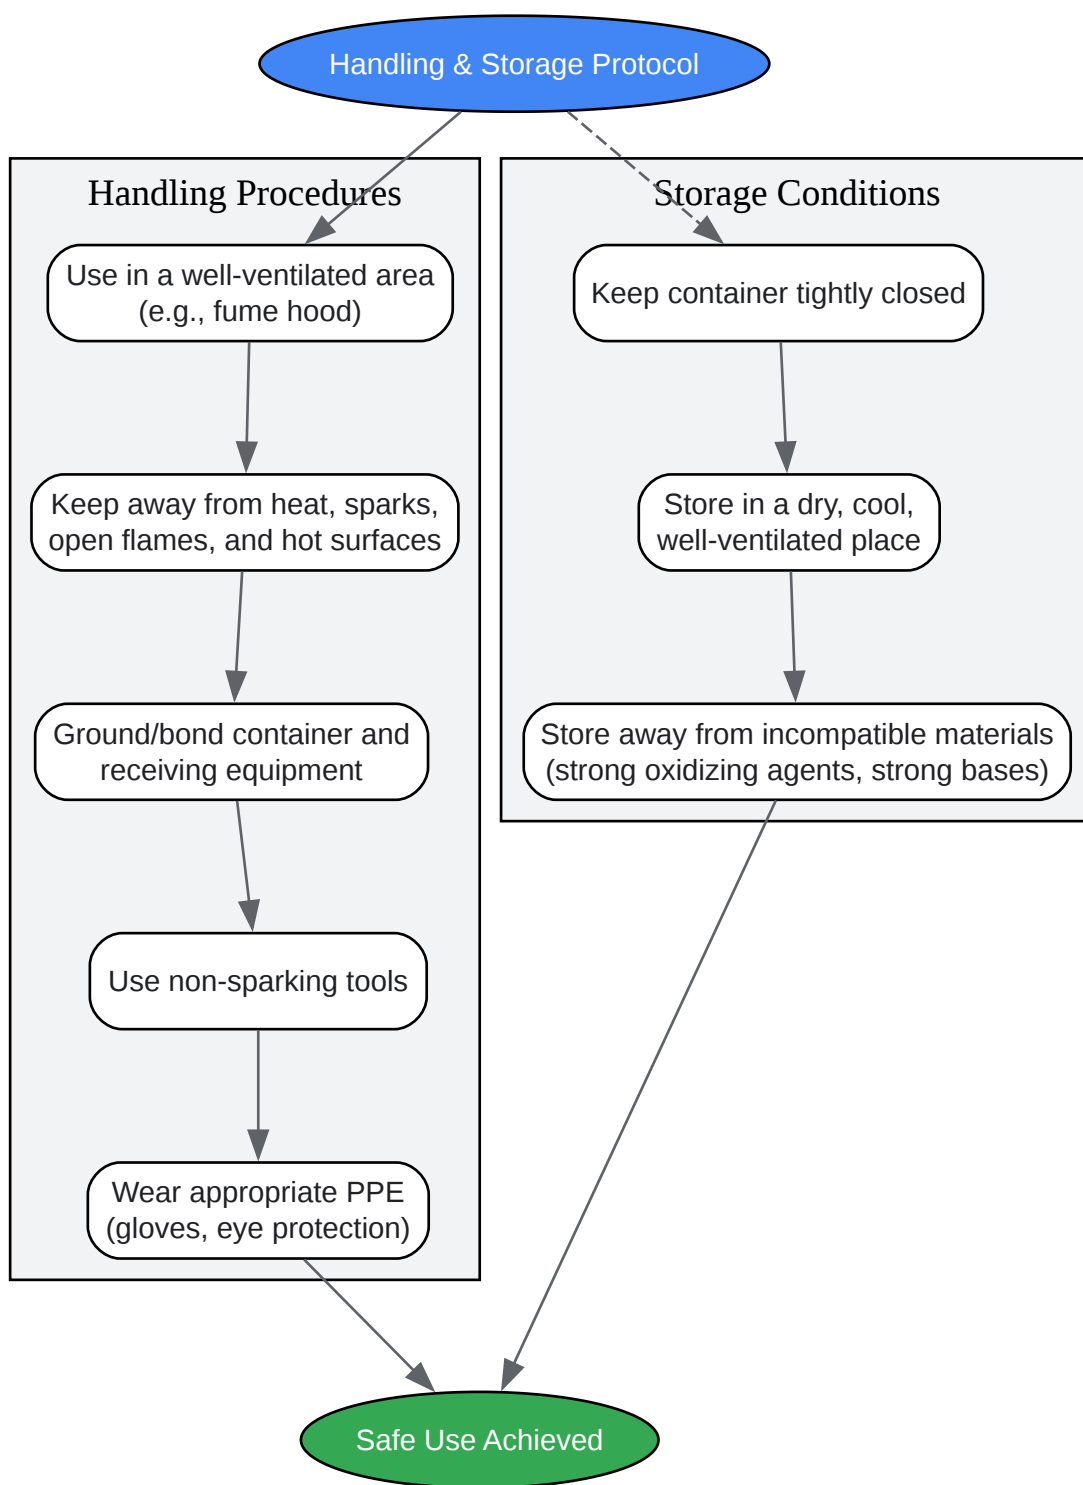 Handling & Storage Protocol
Handling Procedures
Use in a well-ventilated area
(e.g., fume hood)
Keep away from heat, sparks,
open flames, and hot surfaces
Ground/bond container and
receiving equipment
Use non-sparking tools
Wear appropriate PPE
(gloves, eye protection)
Storage Conditions
Keep container tightly closed
Store in a dry, cool,
well-ventilated place
Store away from incompatible materials
(strong oxidizing agents, strong bases)
Safe Use Achieved